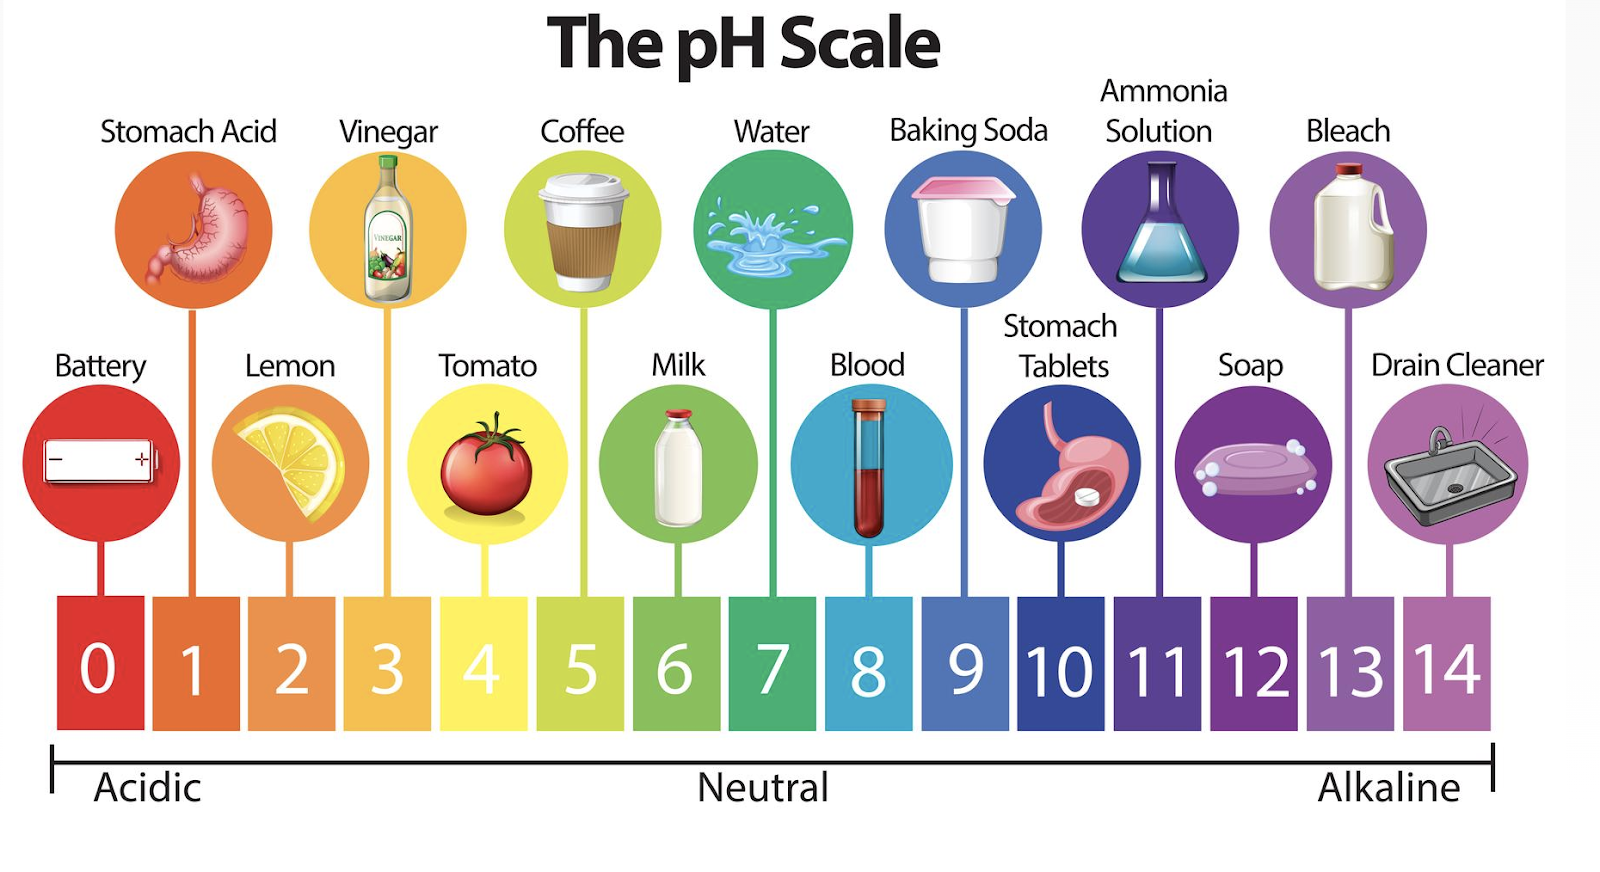 The pH Scale
Stomach Acid
Vinegar
Coffee
Water
Baking Soda
Ammonia
Solution
Bleach
VINEGAR
Battery
Lemon
Tomato
Milk
Blood
Stomach
Tablets
Soap
Drain Cleaner
− +
0 1 2 3 4 5 6 7 8 9 10 11 12 13 14
Acidic Neutral Alkaline